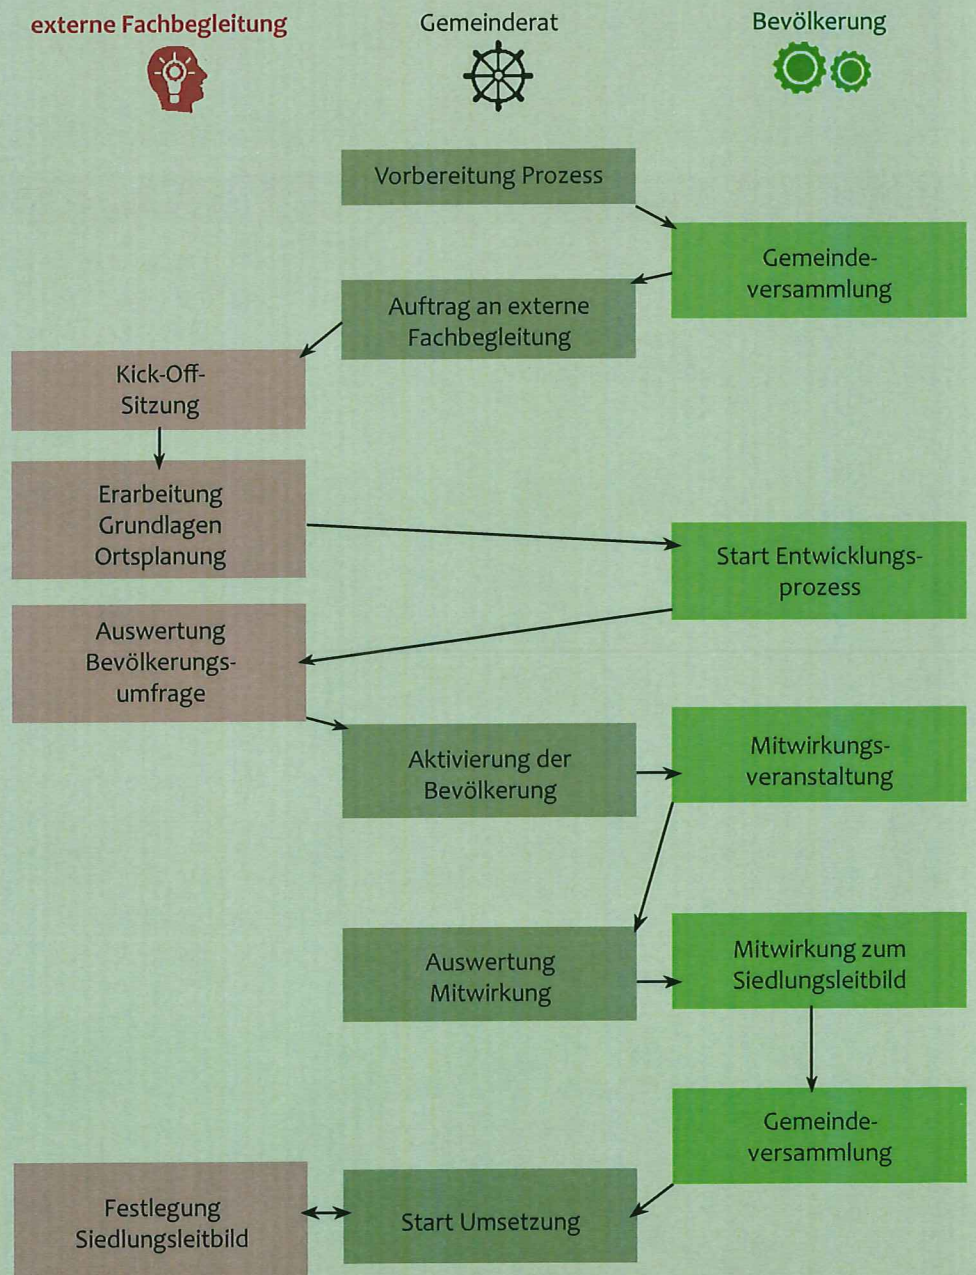 externe Fachbegleitung
Gemeinderat
Bevölkerung
Vorbereitung Prozess
Gemeinde-
versammlung
Auftrag an externe
Fachbegleitung
Kick-Off-
Sitzung
Erarbeitung
Grundlagen
Ortsplanung
Start Entwicklungs-
prozess
Auswertung
Bevölkerungs-
umfrage
Aktivierung der
Bevölkerung
Mitwirkungs-
veranstaltung
Auswertung
Mitwirkung
Mitwirkung zum
Siedlungsleitbild
Gemeinde-
versammlung
Festlegung
Siedlungsleitbild
Start Umsetzung